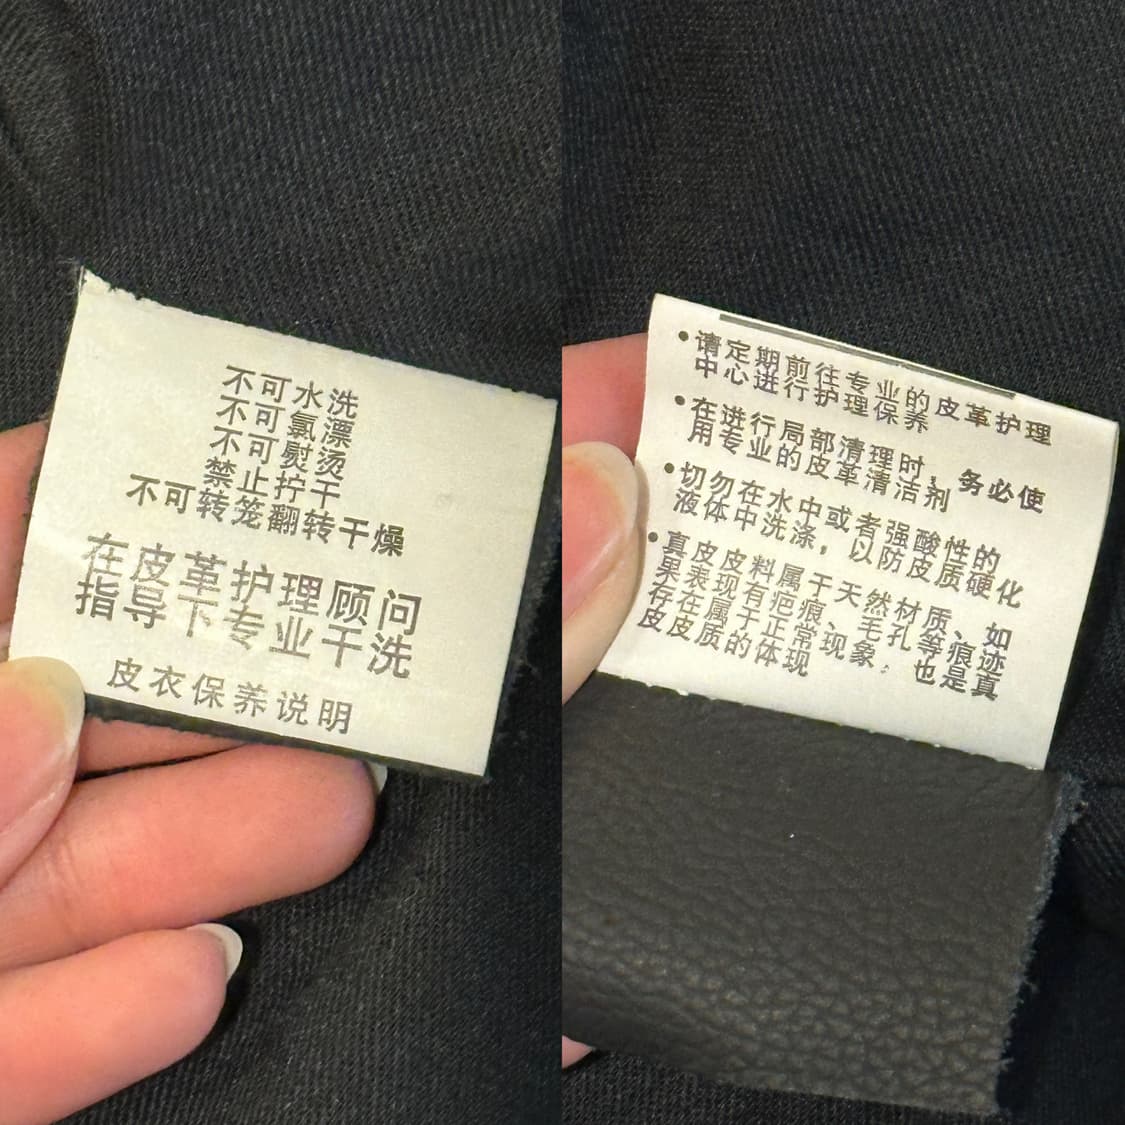 不可水洗
不可氯漂
不可熨烫
禁止拧干
不可转笼翻转干燥
在皮革护理顾问
指导下专业干洗
皮衣保养说明
•请定期前往专业的皮革护理
中心进行护理保养
•在进行局部清理时，务必使
用专业的皮革清洁剂
•切勿在水中或者强酸性的
液体中洗涤，以防皮质硬化
•真皮皮料属于天然材质、如
果表现有疤痕、毛孔等痕迹
存在属于正常现象；也是真
皮皮质的体现